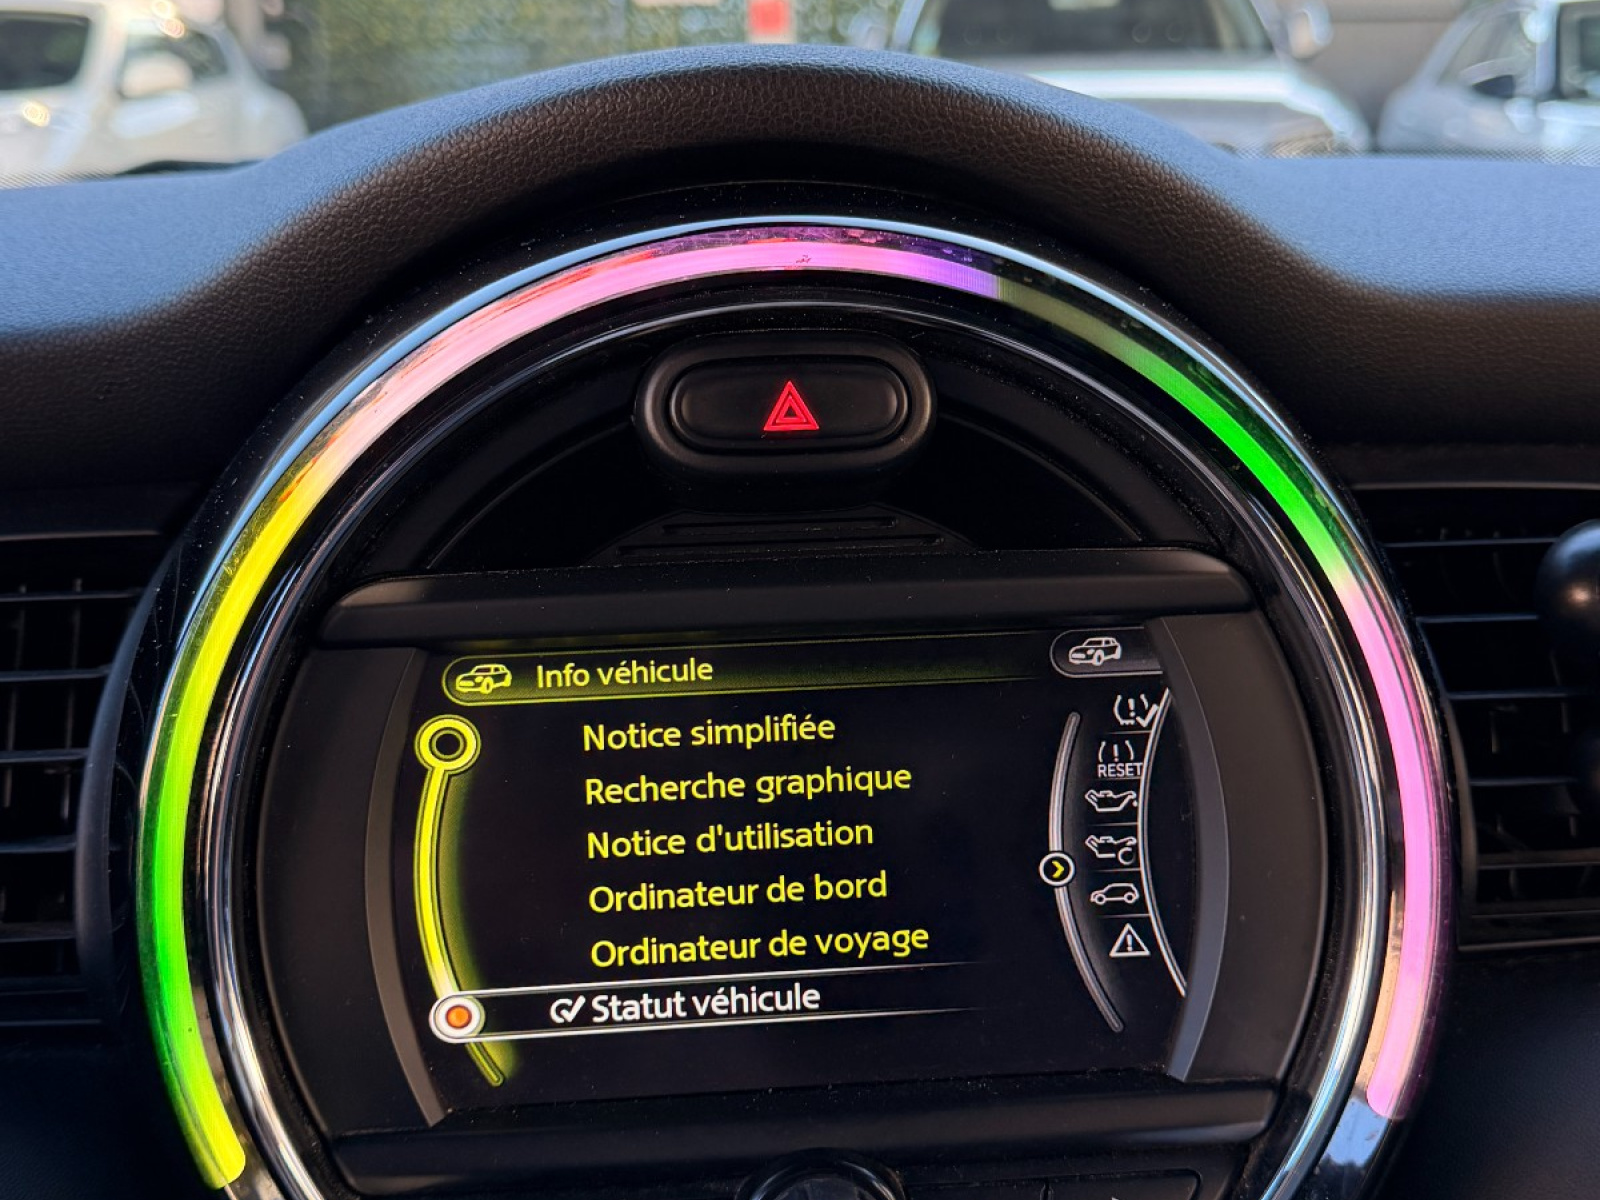 Info véhicule
Notice simplifiée
Recherche graphique
Notice d'utilisation
Ordinateur de bord
Ordinateur de voyage
Statut véhicule
RESET